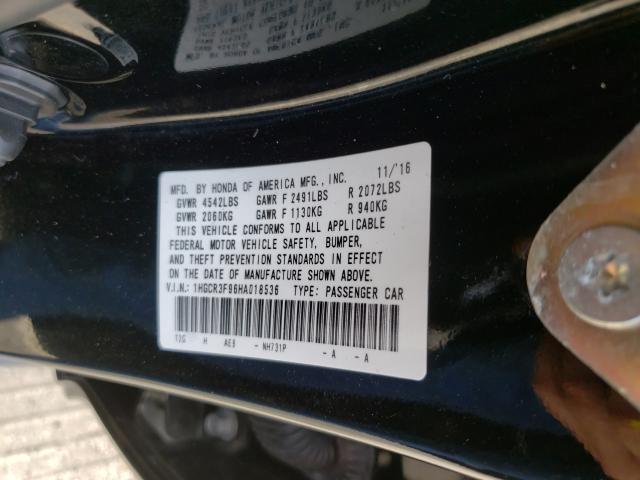 MFD. BY HONDA OF AMERICA MFG., INC. 11/'16
GVWR 4542LBS GAWR F 2491LBS R 2072LBS
GVWR 2060KG GAWR F 1130KG R 940KG
THIS VEHICLE CONFORMS TO ALL APPLICABLE
FEDERAL MOTOR VEHICLE SAFETY, BUMPER,
AND THEFT PREVENTION STANDARDS IN EFFECT
ON THE DATE OF MANUFACTURE SHOWN ABOVE.
V.I.N.: 1HGCR3F96HA018536 TYPE: PASSENGER CAR
H AE9 - NH731P - A - A